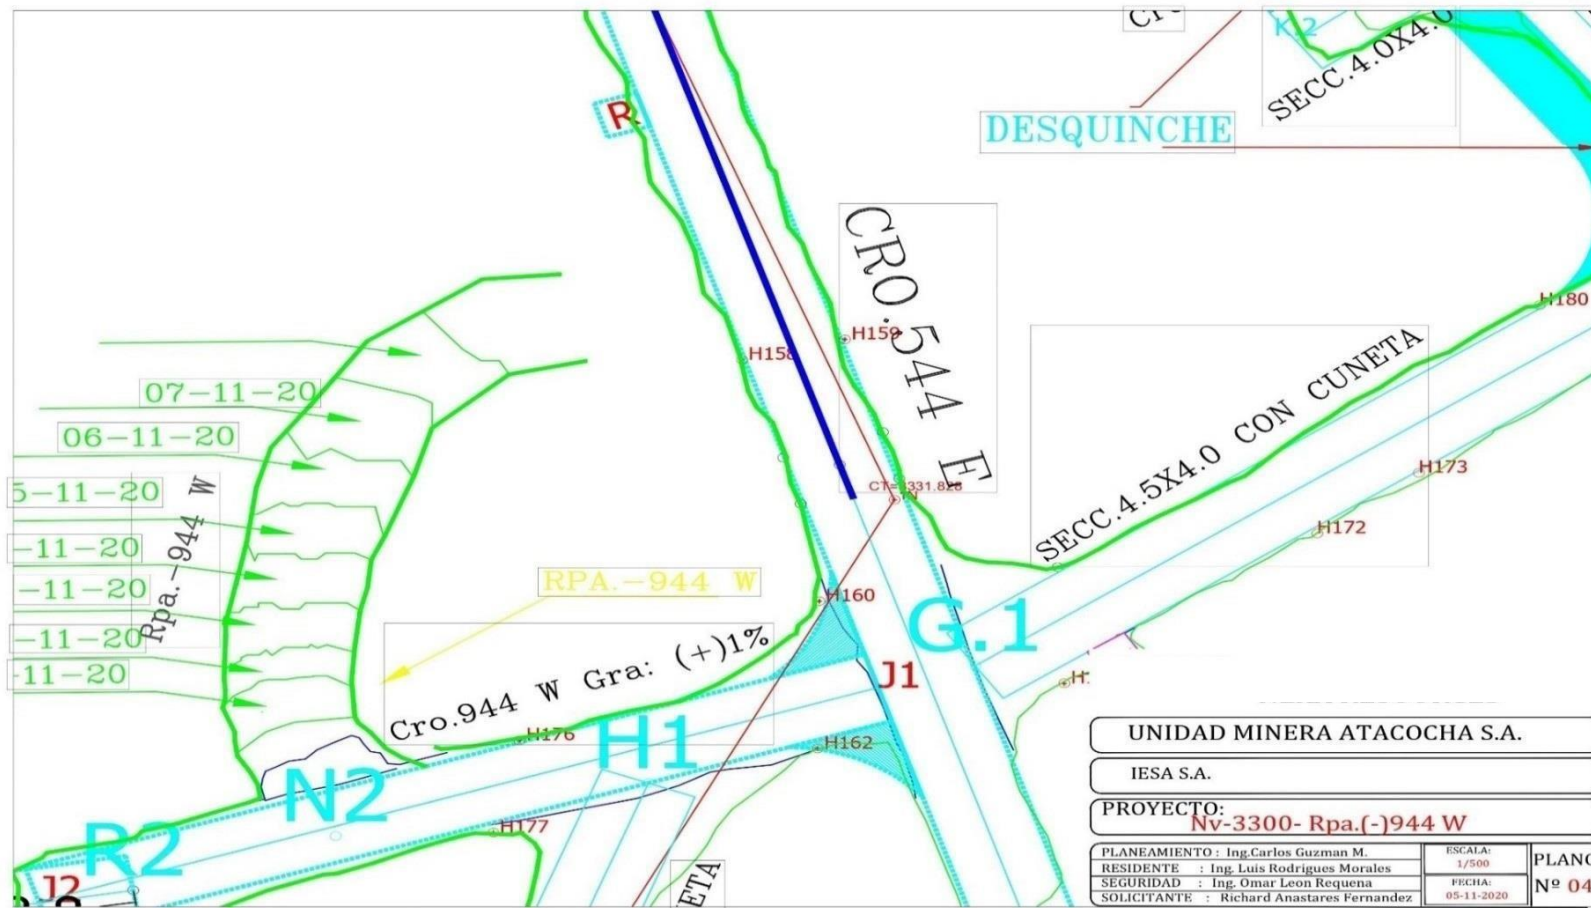 K.2
SECC.4.0X4.0
DESQUINCHE
R
CRO.544 E
H180
H159
H158
07-11-20
06-11-20
5-11-20
-11-20
-11-20
-11-20
-11-20
Rpa.-944 W
SECC.4.5X4.0 CON CUNETA
H173
H172
RPA.-944 W
H160
G.1
J1
Cro.944 W Gra: (+)1%
H176
H1
H162
N2
H177
R2
J2
ETA
UNIDAD MINERA ATACOCHA S.A.
IESA S.A.
PROYECTO:
Nv-3300- Rpa.(-)944 W
PLANEAMIENTO : Ing.Carlos Guzman M.
RESIDENTE : Ing. Luis Rodrigues Morales
SEGURIDAD : Ing. Omar Leon Requena
SOLICITANTE : Richard Anastares Fernandez
ESCALA:
1/500
FECHA:
05-11-2020
PLANO
Nº 04